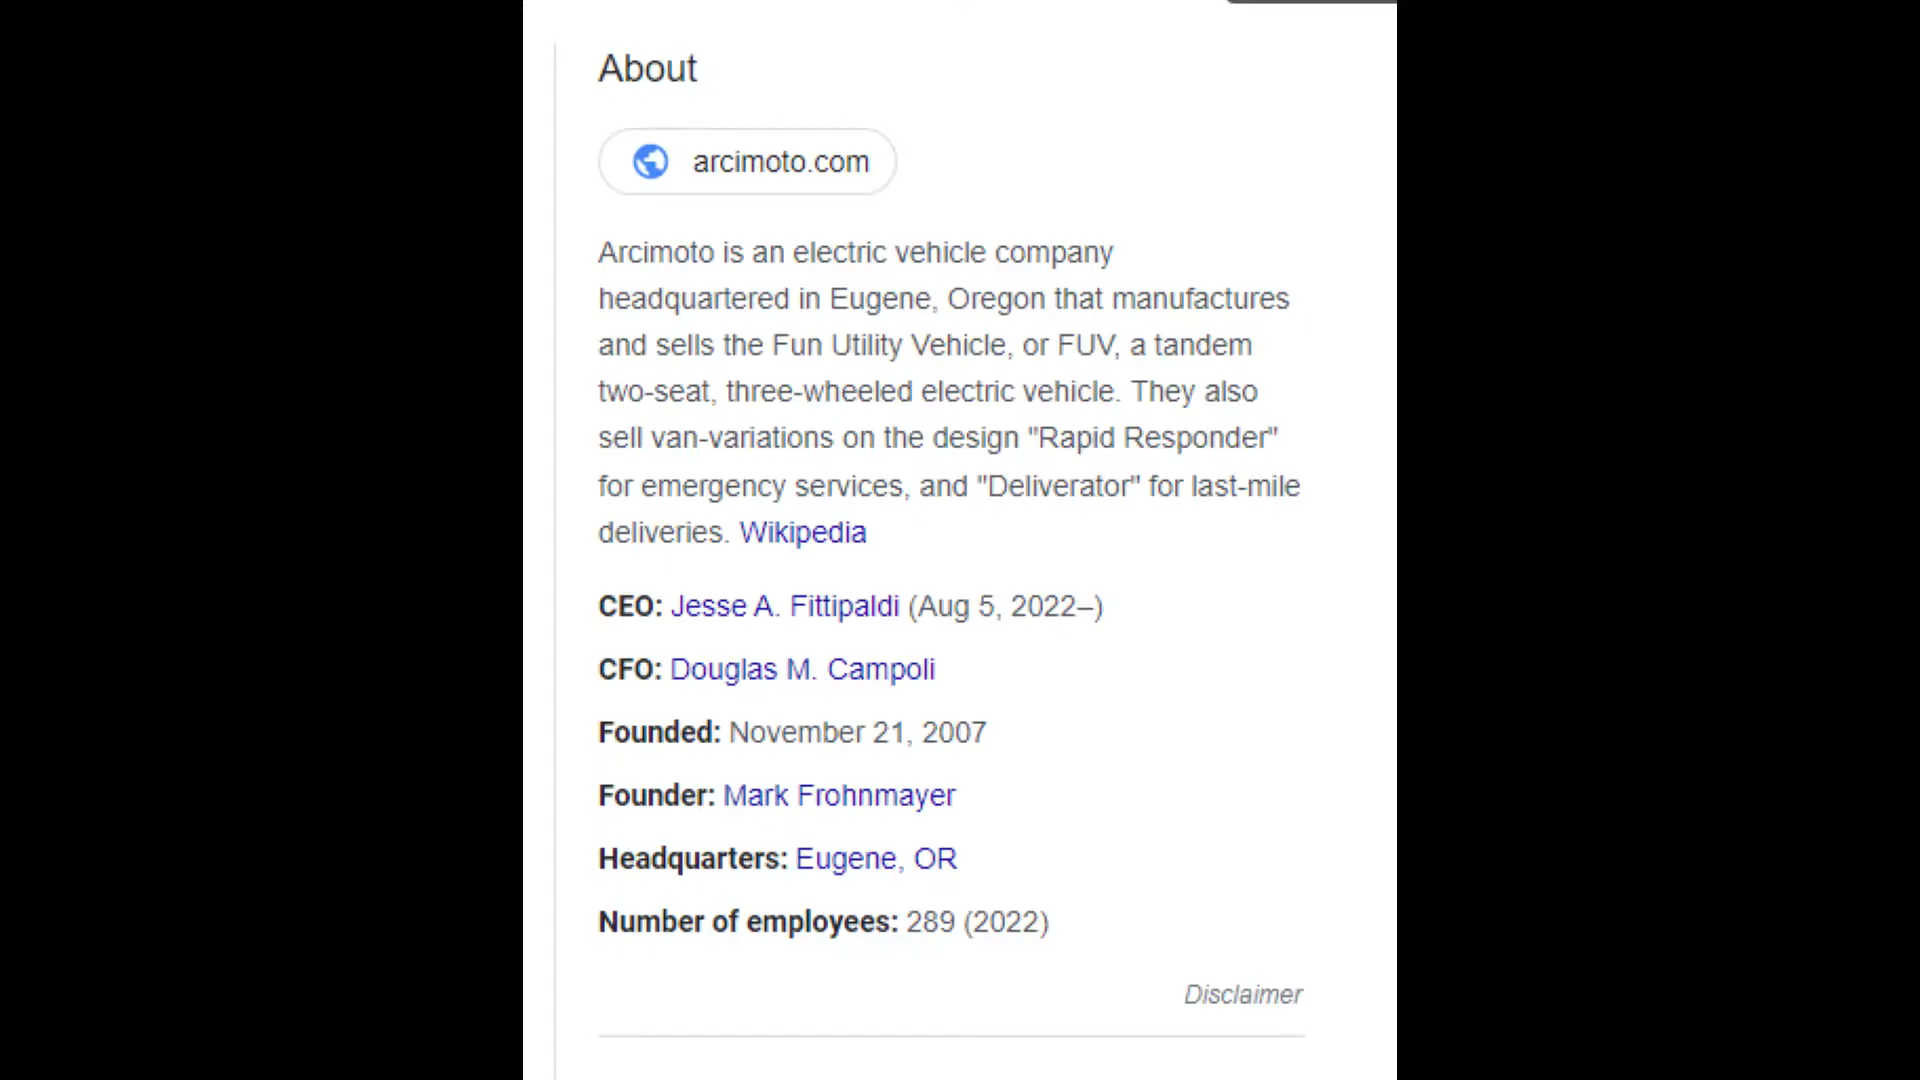 About
arcimoto.com
Arcimoto is an electric vehicle company
headquartered in Eugene, Oregon that manufactures
and sells the Fun Utility Vehicle, or FUV, a tandem
two-seat, three-wheeled electric vehicle. They also
sell van-variations on the design "Rapid Responder"
for emergency services, and "Deliverator" for last-mile
deliveries. Wikipedia
CEO: Jesse A. Fittipaldi (Aug 5, 2022–)
CFO: Douglas M. Campoli
Founded: November 21, 2007
Founder: Mark Frohnmayer
Headquarters: Eugene, OR
Number of employees: 289 (2022)
Disclaimer